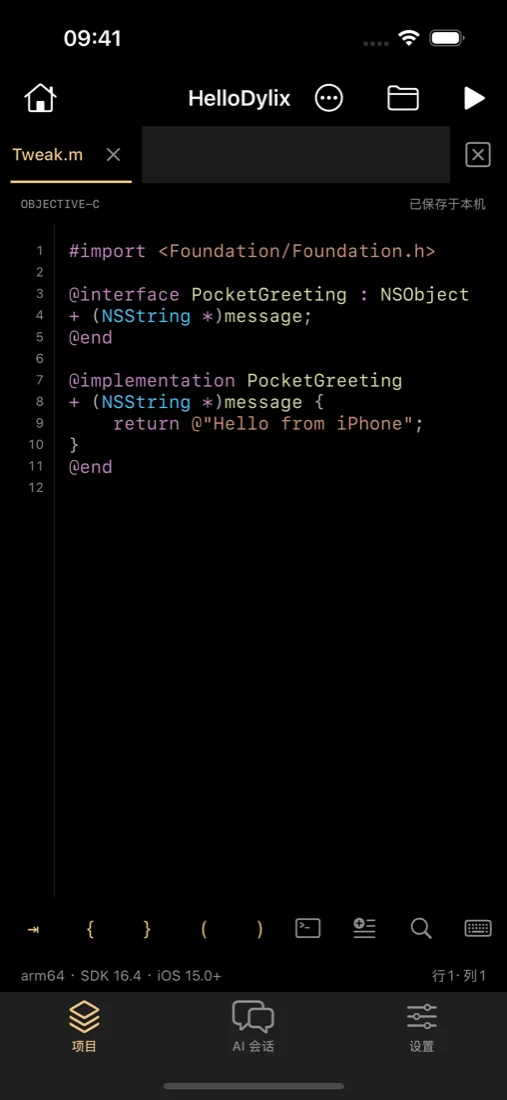 09:41
HelloDylix
Tweak.m
OBJECTIVE-C 已保存于本机
1 #import <Foundation/Foundation.h>
2
3 @interface PocketGreeting : NSObject
4 + (NSString *)message;
5 @end
6
7 @implementation PocketGreeting
8 + (NSString *)message {
9     return @"Hello from iPhone";
10 }
11 @end
12
⇥ { } ( )
arm64 · SDK 16.4 · iOS 15.0+ 行1 · 列1
项目 AI 会话 设置